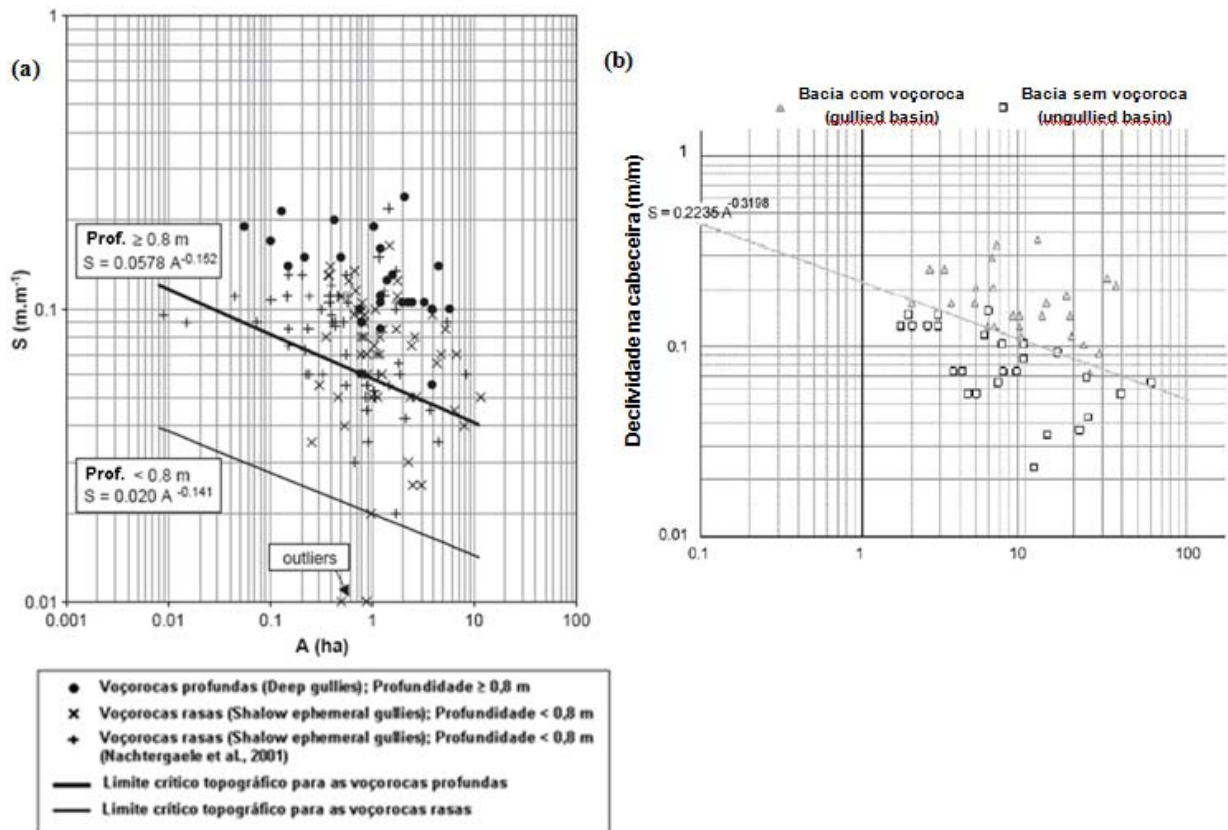 (a)
1
0.1
0.01
S (m.m⁻¹)
Prof. ≥ 0.8 m
S = 0.0578 A⁻⁰·¹⁵²
Prof. < 0.8 m
S = 0.020 A⁻⁰·¹⁴¹
outliers
0.001
0.01
0.1
1
10
100
A (ha)
● Voçorocas profundas (Deep gullies); Profundidade ≥ 0,8 m
× Voçorocas rasas (Shalow ephemeral gullies); Profundidade < 0,8 m
+ Voçorocas rasas (Shalow ephemeral gullies); Profundidade < 0,8 m
(Nachtergaele et al., 2001)
Limite crítico topográfico para as voçorocas profundas
Limite crítico topográfico para as voçorocas rasas
(b)
Bacia com voçoroca
(gullied basin)
Bacia sem voçoroca
(ungullied basin)
Declividade na cabeceira (m/m)
1
0.1
0.01
S = 0.2235 A⁻⁰·³¹⁹⁸
0.1
1
10
100